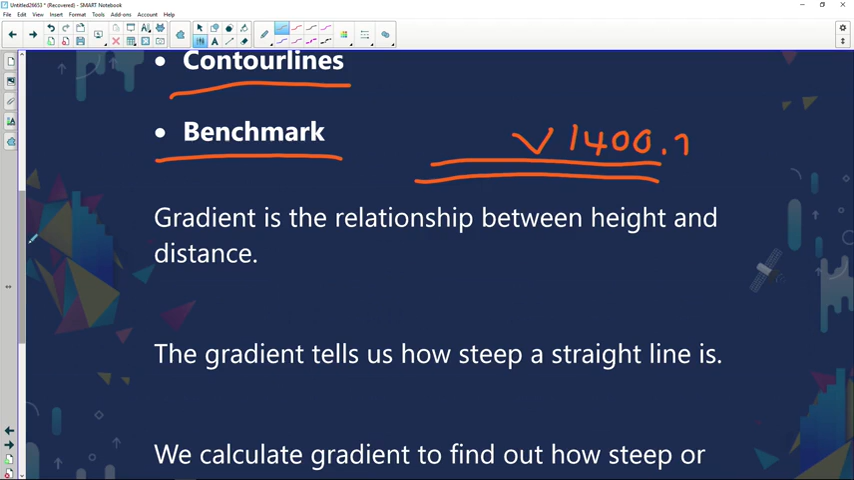 Untitled26653 * (Recovered) - SMART Notebook
File Edit View Insert Format Tools Add-ons Account Help
• Contourlines
• Benchmark
√ 1400.7
Gradient is the relationship between height and
distance.
The gradient tells us how steep a straight line is.
We calculate gradient to find out how steep or